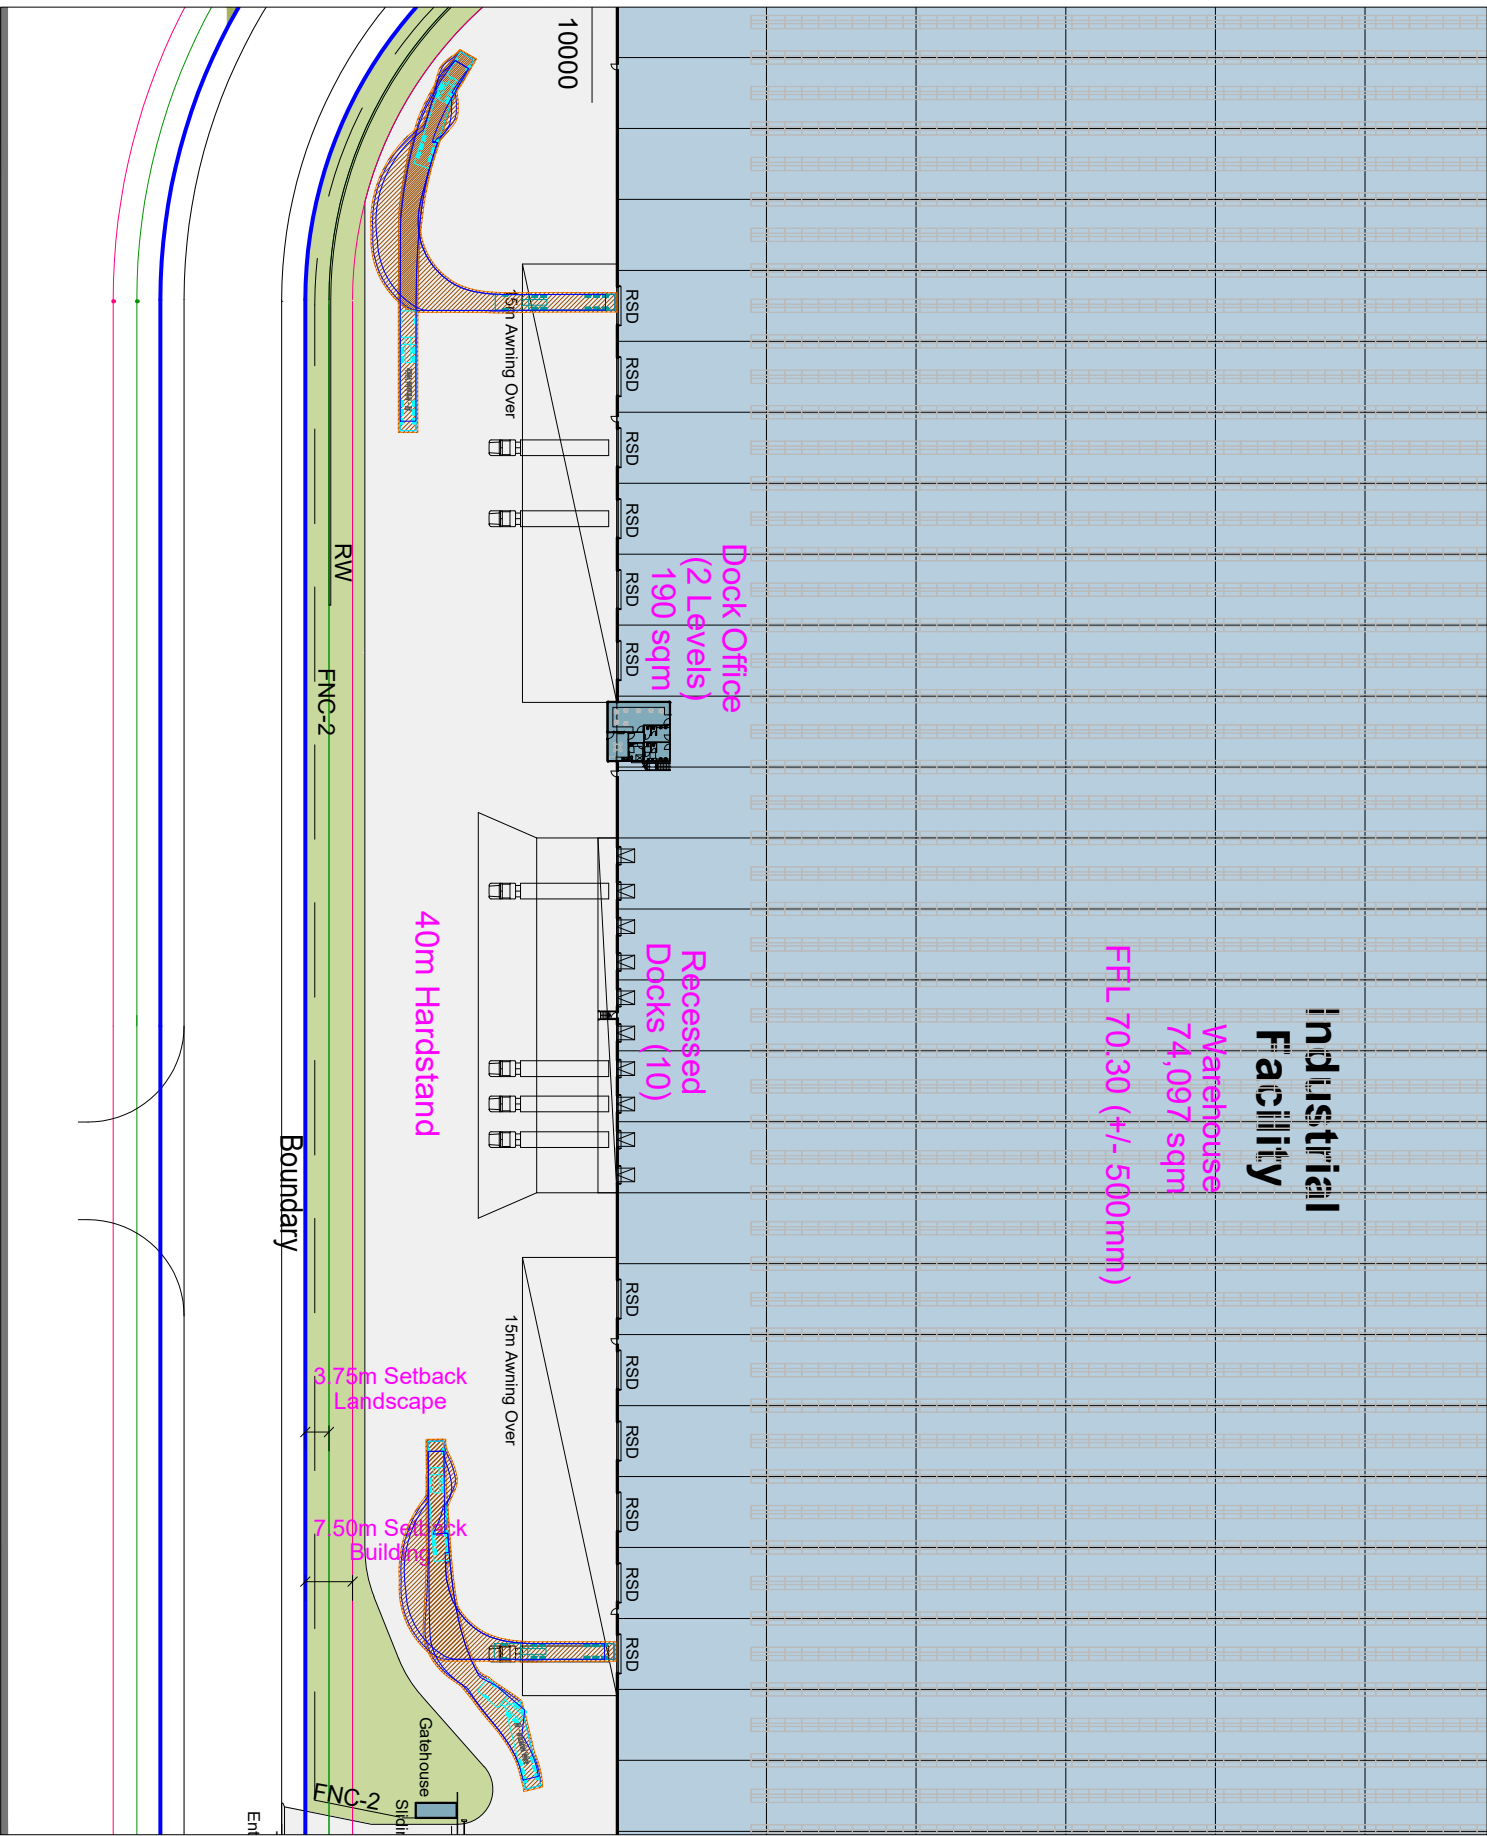 10000
15m Awning Over
RSD
RSD
RSD
RSD
RSD
RSD
Dock Office
(2 Levels)
190 sqm
RW
FNC-2
40m Hardstand
Recessed
Docks (10)
Industrial
Facility
Warehouse
74,097 sqm
FFL 70.30 (+/- 500mm)
Boundary
15m Awning Over
RSD
RSD
RSD
RSD
RSD
RSD
3.75m Setback
Landscape
7.50m Setback
Building
Gatehouse
FNC-2